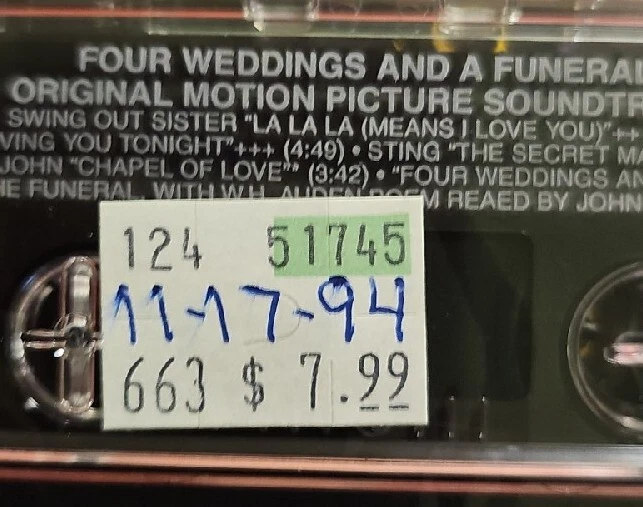 FOUR WEDDINGS AND A FUNERAL
ORIGINAL MOTION PICTURE SOUNDT
SWING OUT SISTER "LA LA LA (MEANS I LOVE YOU)"++
VING YOU TONIGHT"+++ (4:49) • STING "THE SECRET MA
JOHN "CHAPEL OF LOVE"* (3:42) • "FOUR WEDDINGS AN
E FUNERAL, WITH W.H. AUDEN POEM REAED BY JOHN
124 51745
11-17-94
663 $ 7.99